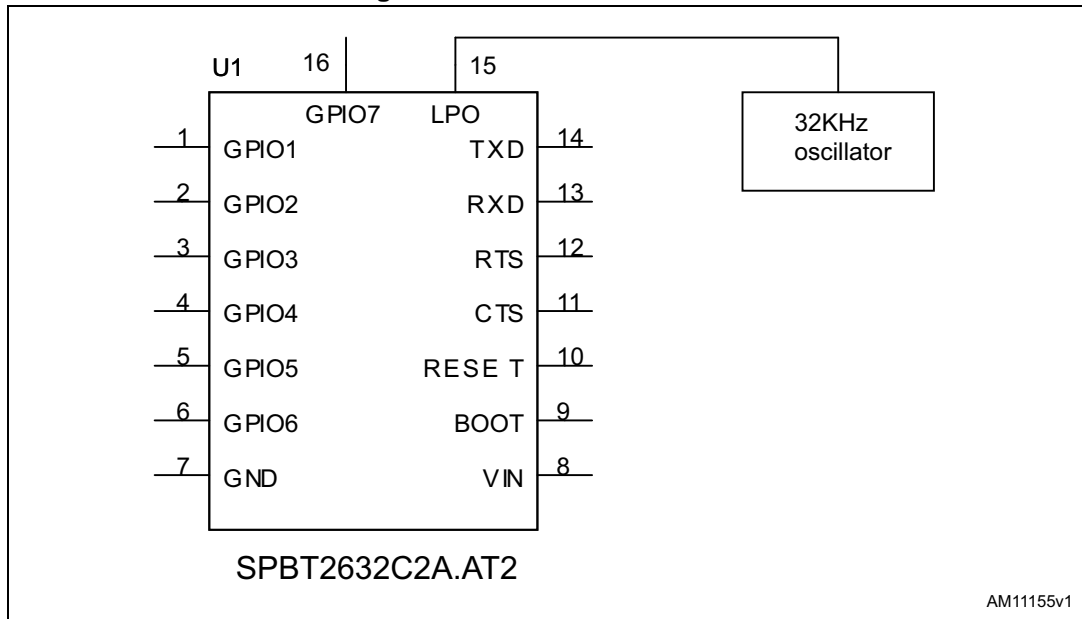 U1 16 15
GPIO7 LPO
1 GPIO1 TXD 14
2 GPIO2 RXD 13
3 GPIO3 RTS 12
4 GPIO4 CTS 11
5 GPIO5 RESE T 10
6 GPIO6 BOOT 9
7 GND VIN 8
32KHz
oscillator
SPBT2632C2A.AT2
AM11155v1